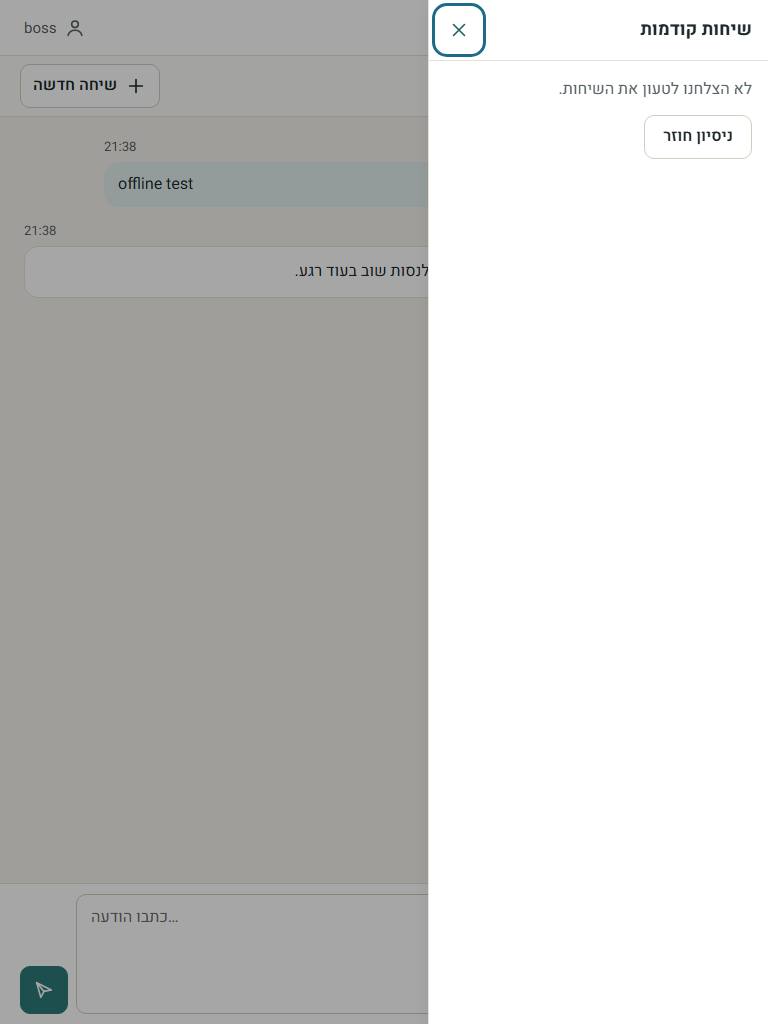 שיחות קודמות
לא הצלחנו לטעון את השיחות.
ניסיון חוזר
boss
שיחה חדשה
21:38
offline test
21:38
לנסות שוב בעוד רגע.
כתבו הודעה...